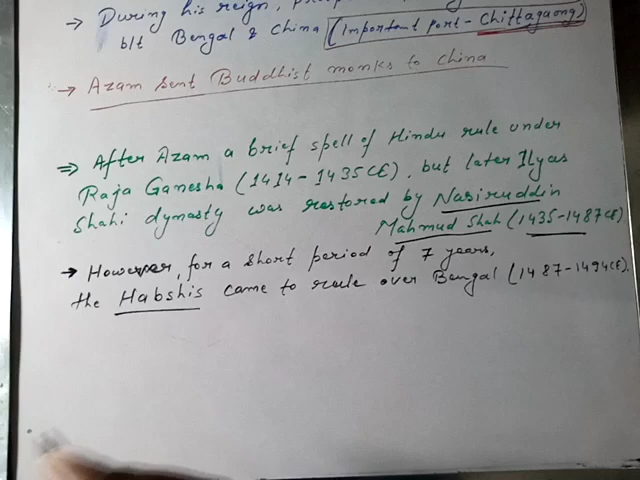 → During his reign,
b/t Bengal & China (Important port - Chittagaong)
→ Azam sent Buddhist monks to China
⇒ After Azam a brief spell of Hindu rule under
Raja Ganesha (1414 - 1435 CE), but later Ilyas
Shahi dynasty was restored by Nasiruddin
Mahmud Shah (1435-1487 CE)
→ However, for a short period of 7 years,
the Habshis came to rule over Bengal (1487-1494 CE).